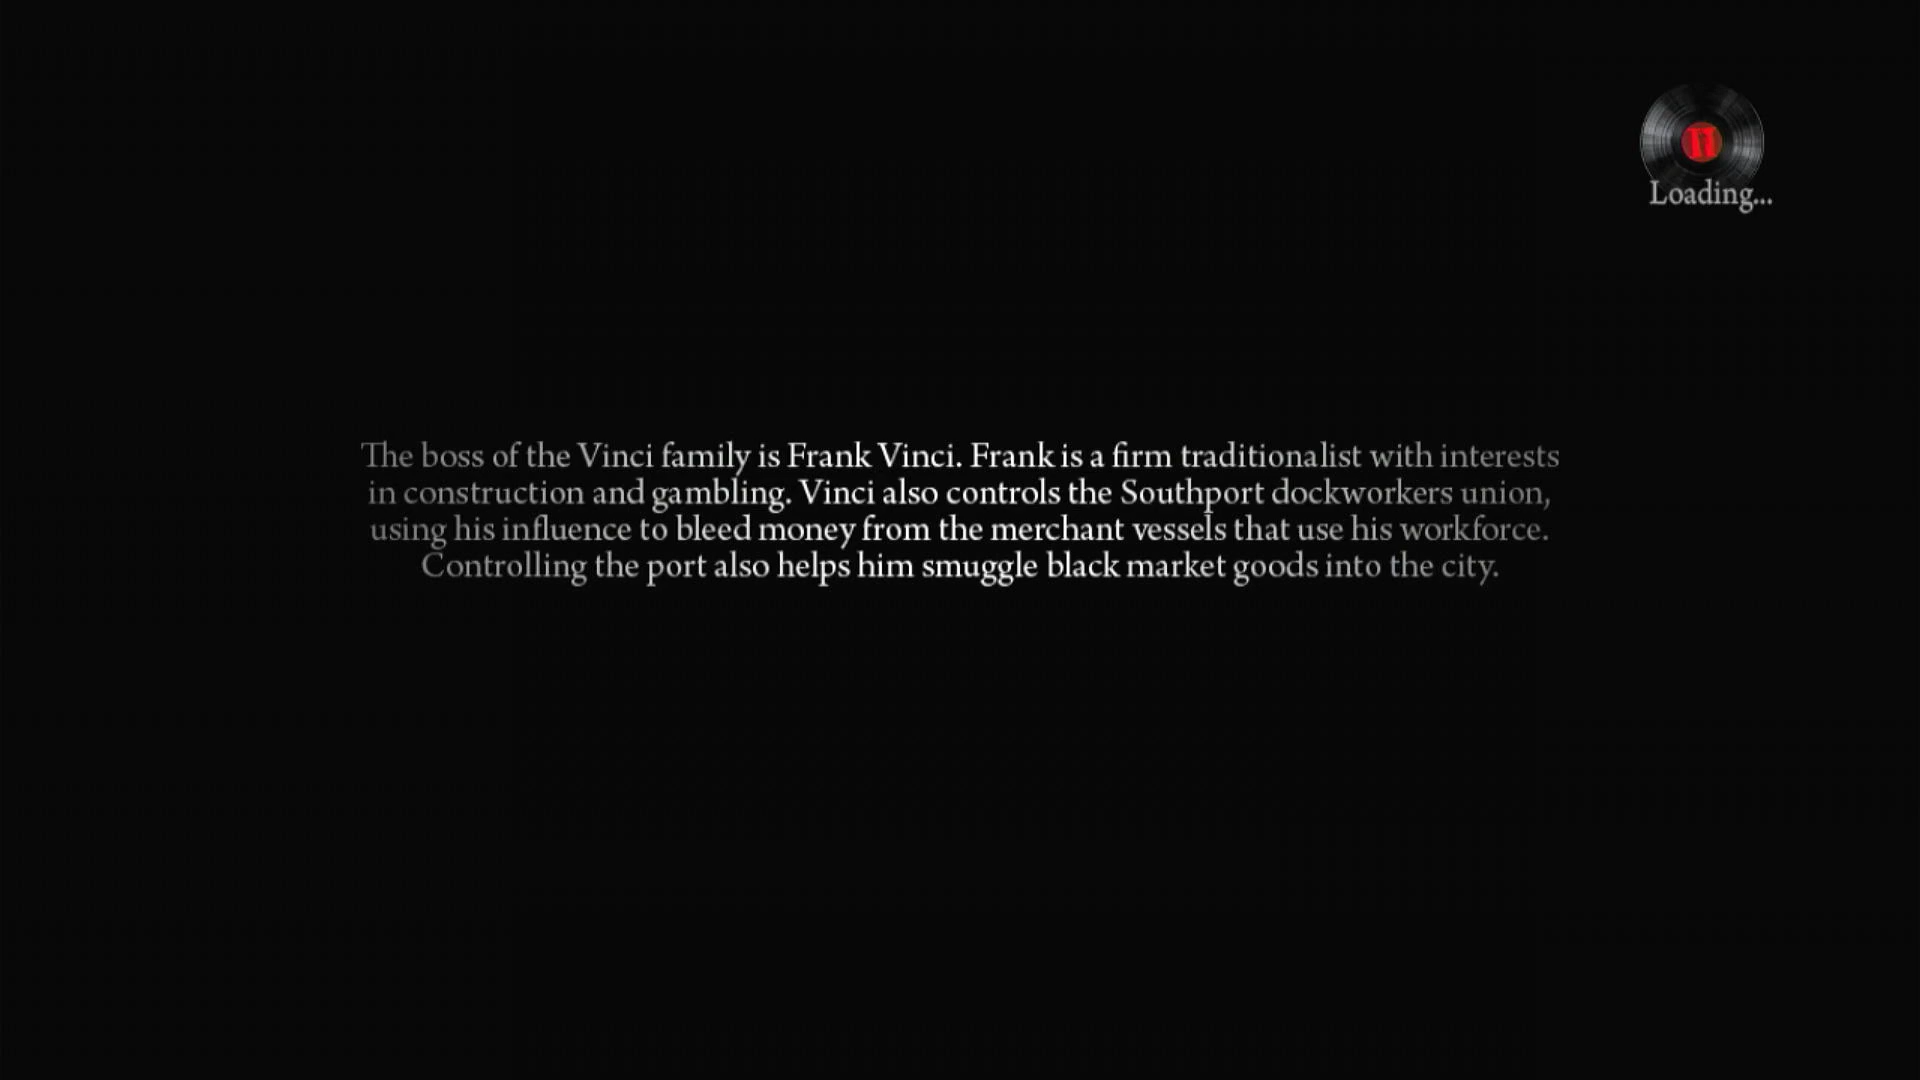 Loading...
The boss of the Vinci family is Frank Vinci. Frank is a firm traditionalist with interests
in construction and gambling. Vinci also controls the Southport dockworkers union,
using his influence to bleed money from the merchant vessels that use his workforce.
Controlling the port also helps him smuggle black market goods into the city.